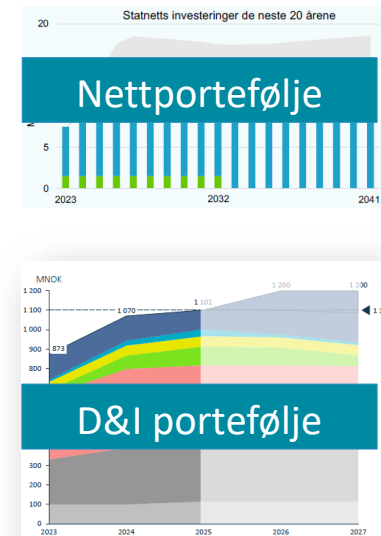 Statnetts investeringer de neste 20 årene
20
Nettportefølje
5
0
2023 2032 2041
MNOK
1 200
1 200 1 200
1 100
1 070
1 101
1 000
900
873
800
D&I portefølje
300
200
100
0
2023 2024 2025 2026 2027